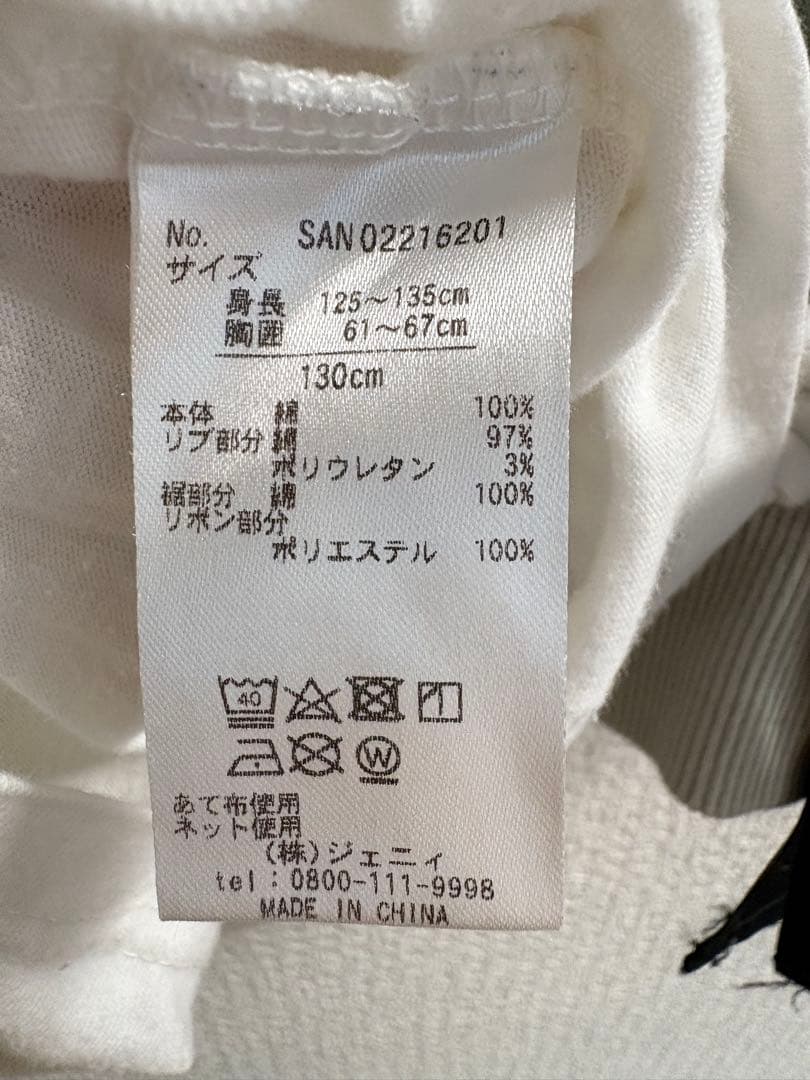 No. SAN02216201
サイズ
身長 125~135cm
胸囲 61~67cm
130cm
本体 綿 100%
リブ部分 綿 97%
ポリウレタン 3%
裾部分 綿 100%
リボン部分
ポリエステル 100%
40
あて布使用
ネット使用
(株)ジェニィ
tel:0800-111-9998
MADE IN CHINA